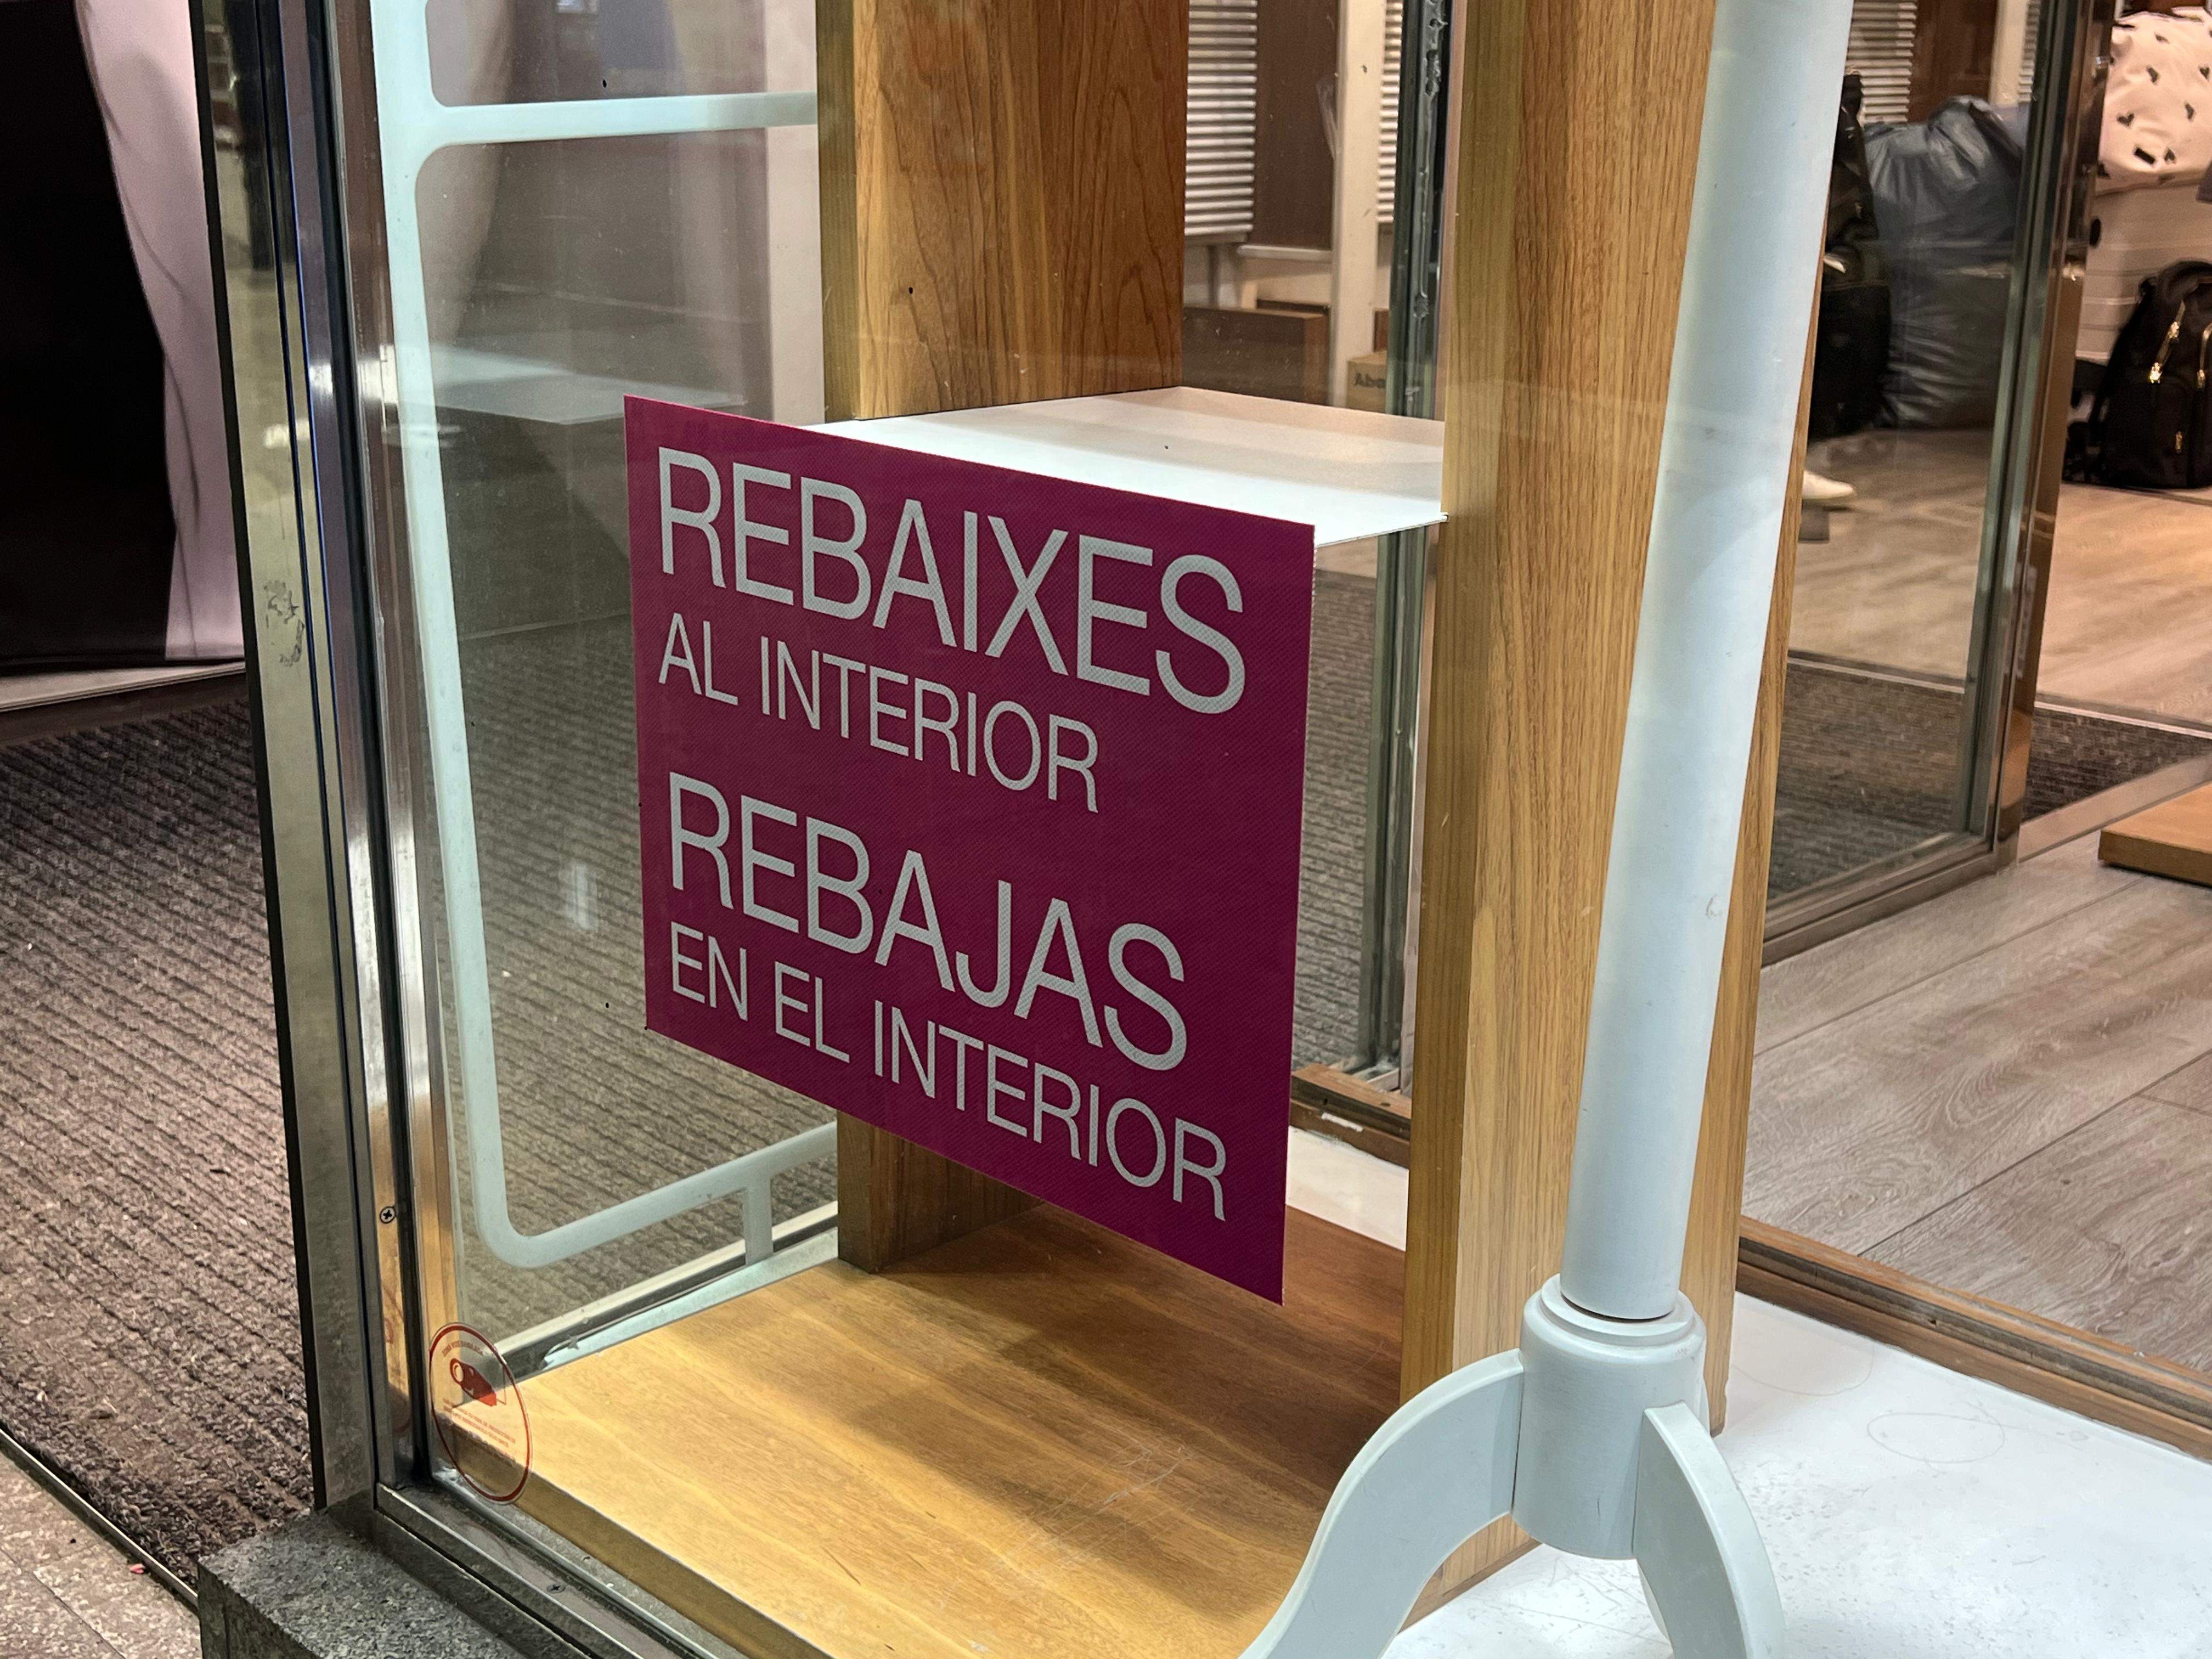 REBAIXES
AL INTERIOR
REBAJAS
EN EL INTERIOR